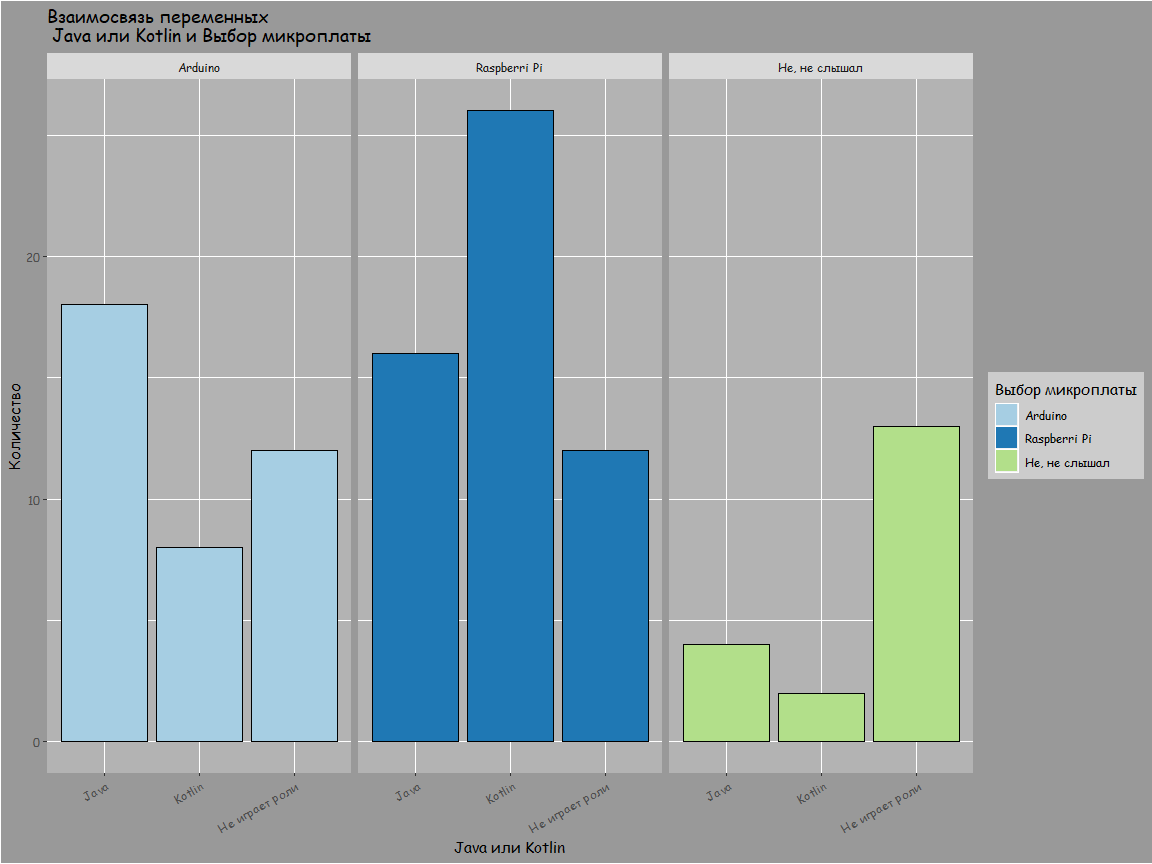 Взаимосвязь переменных
Java или Kotlin и Выбор микроплаты
Arduino
Raspberri Pi
Не, не слышал
Количество
20
10
0
Java
Kotlin
Не играет роли
Java
Kotlin
Не играет роли
Java
Kotlin
Не играет роли
Java или Kotlin
Выбор микроплаты
Arduino
Raspberri Pi
Не, не слышал